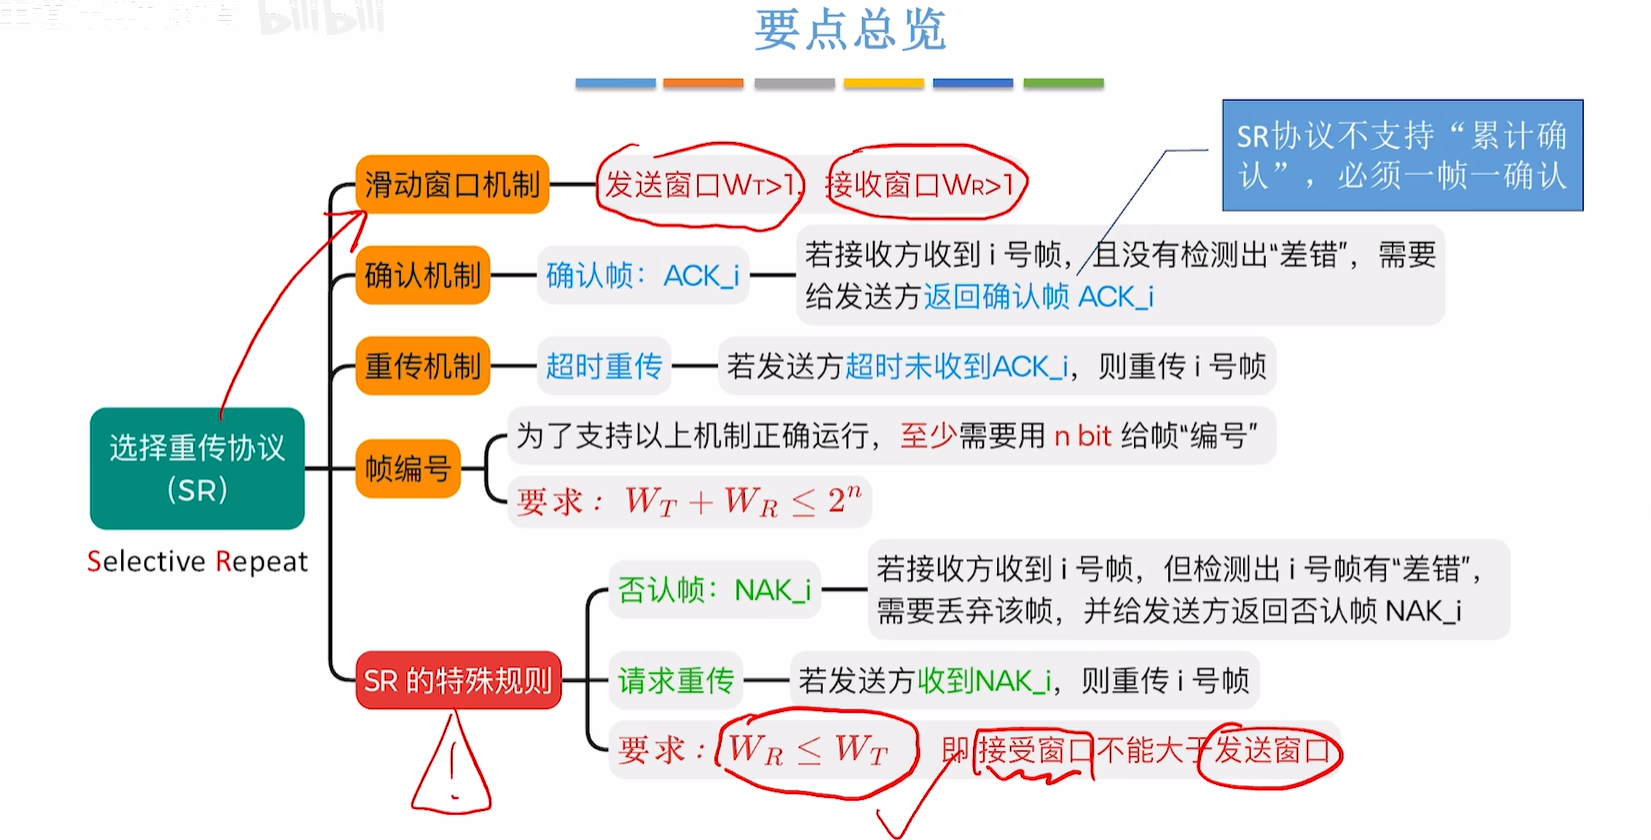 bilibili
要点总览
SR协议不支持“累计确
认”，必须一帧一确认
滑动窗口机制
发送窗口WT>1，接收窗口WR>1
确认机制
确认帧：ACK_i
若接收方收到 i 号帧，且没有检测出“差错”，需要
给发送方返回确认帧 ACK_i
重传机制
超时重传
若发送方超时未收到ACK_i，则重传 i 号帧
选择重传协议
（SR）
Selective Repeat
帧编号
为了支持以上机制正确运行，至少需要用 n bit 给帧“编号”
要求：W_T + W_R ≤ 2^n
SR 的特殊规则
否认帧：NAK_i
若接收方收到 i 号帧，但检测出 i 号帧有“差错”，
需要丢弃该帧，并给发送方返回否认帧 NAK_i
请求重传
若发送方收到NAK_i，则重传 i 号帧
要求：W_R ≤ W_T 即接受窗口不能大于发送窗口
!